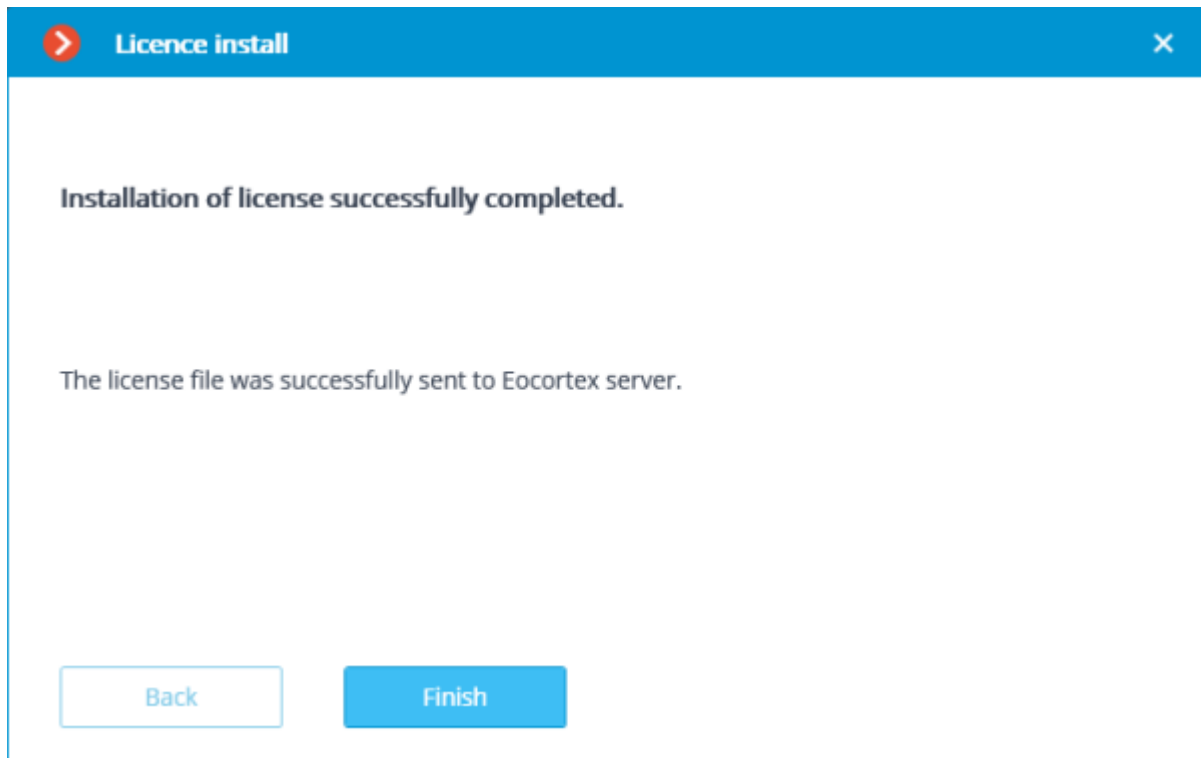 Licence install
Installation of license successfully completed.
The license file was successfully sent to Eocortex server.
Back
Finish